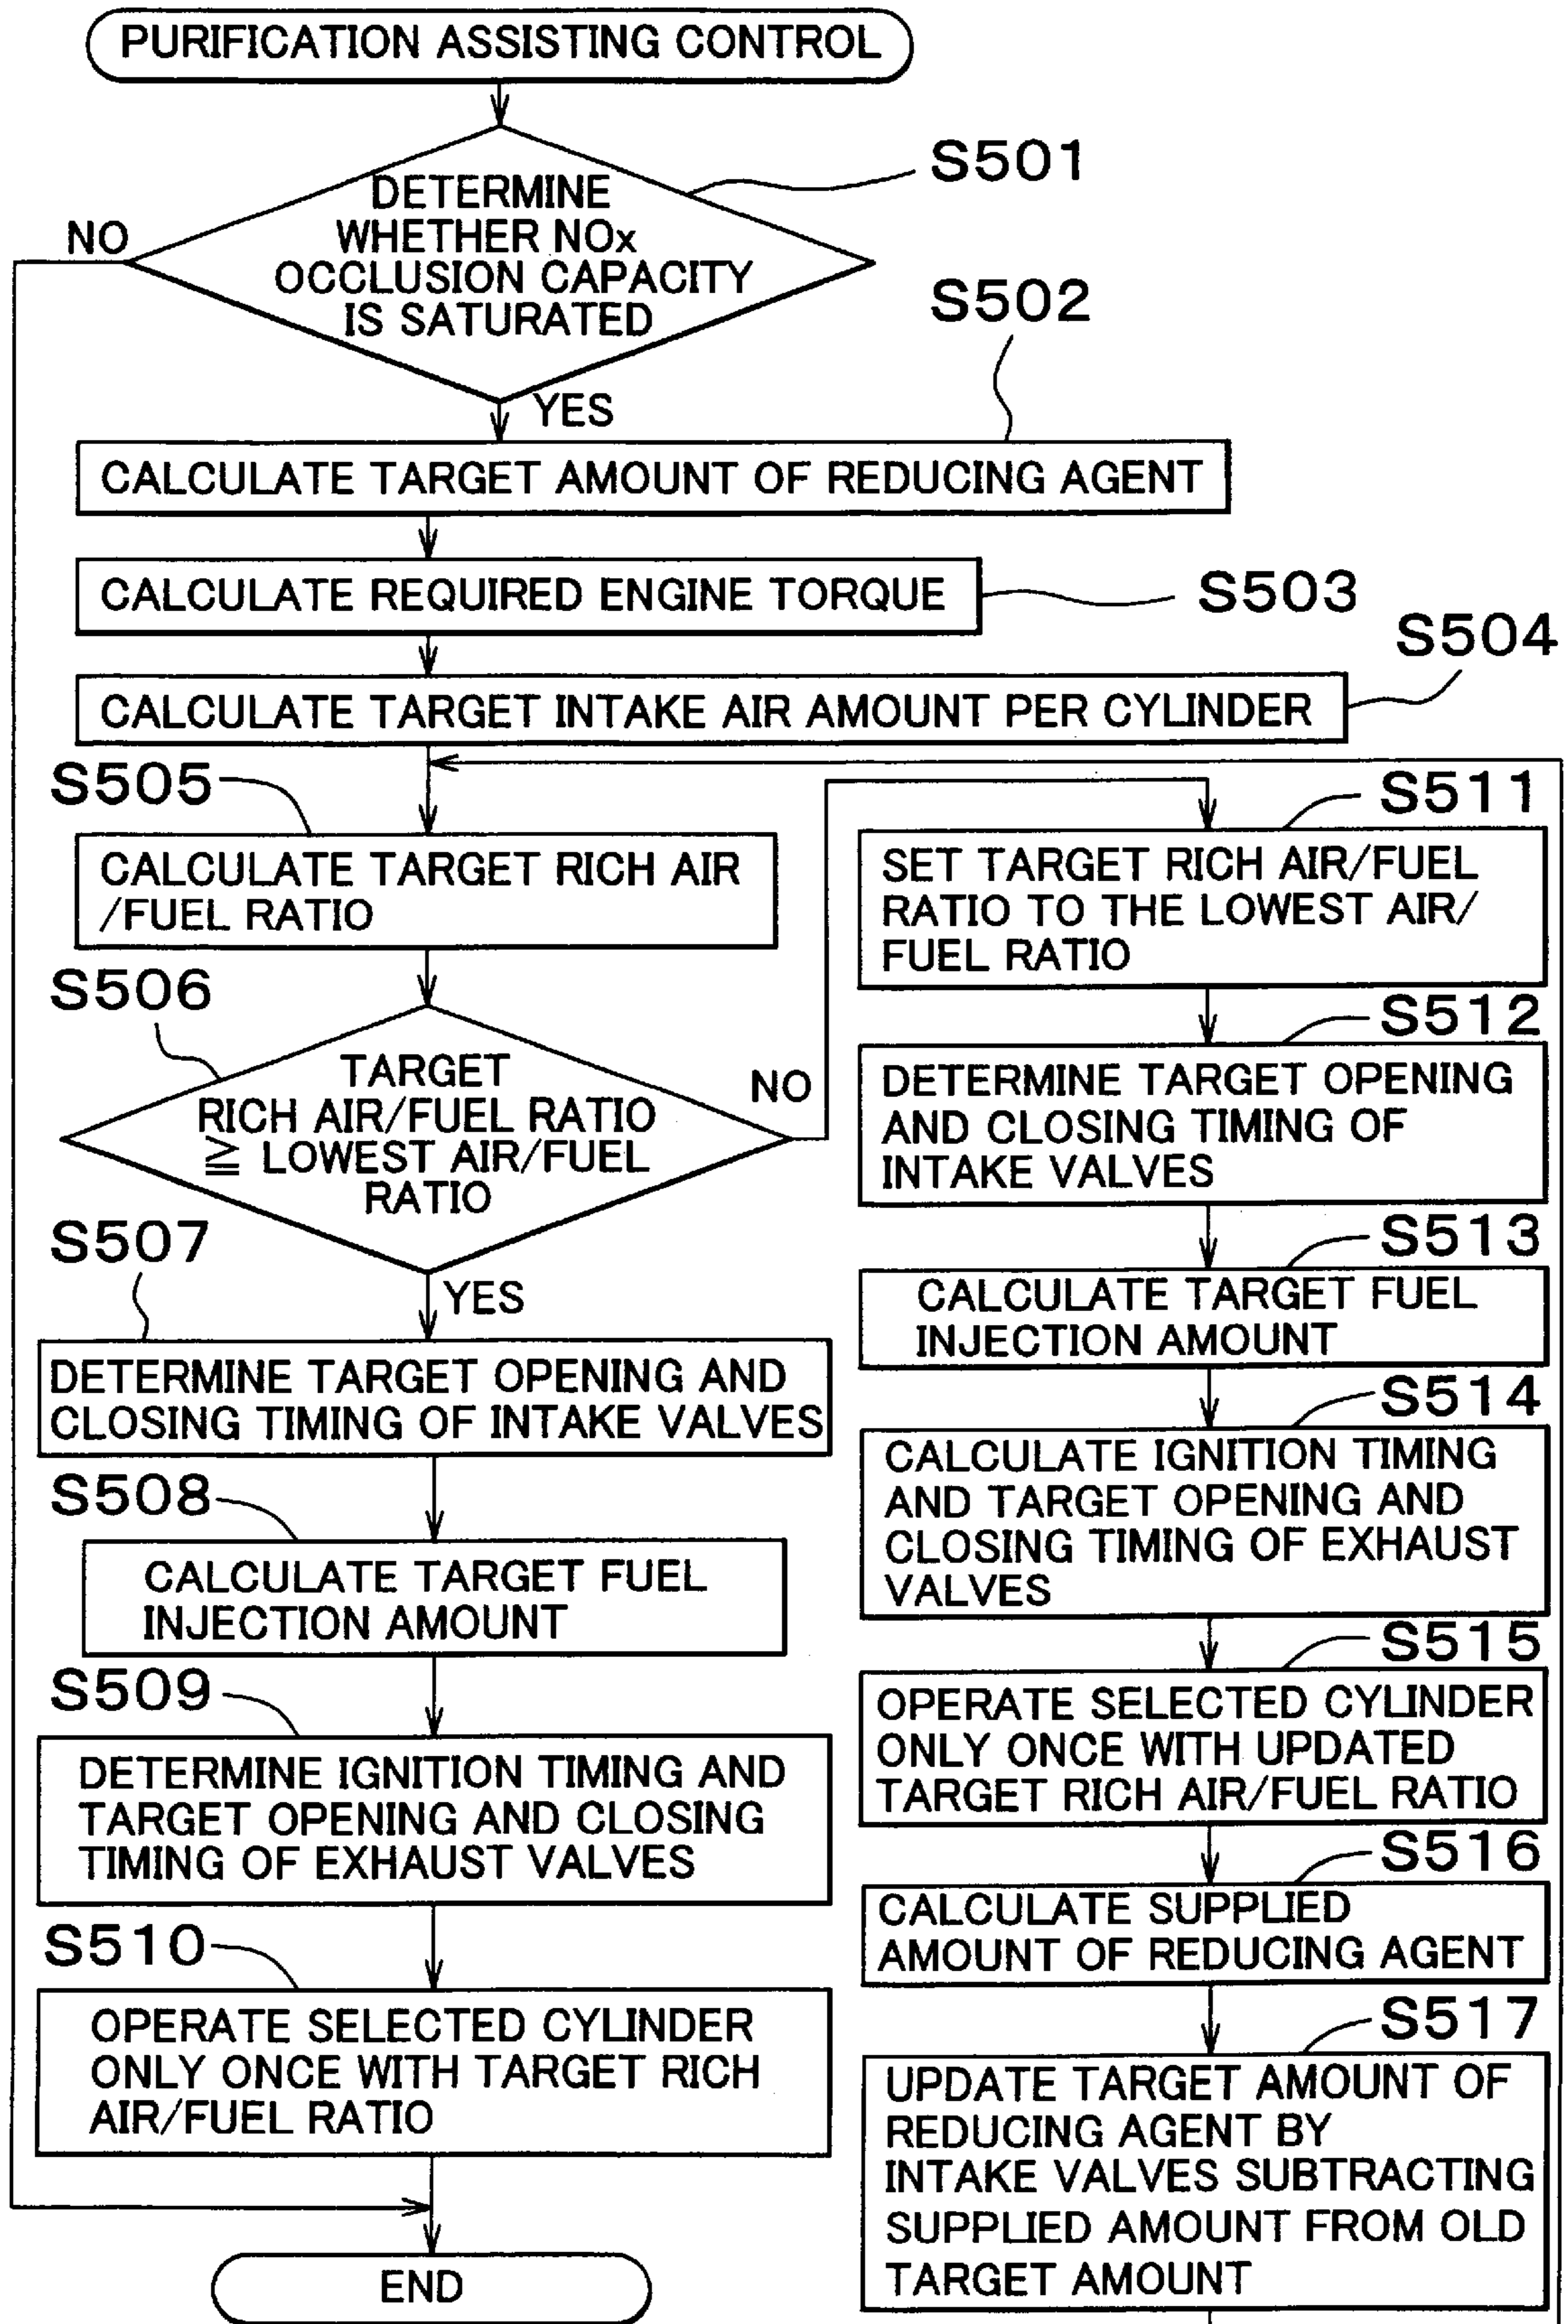 PURIFICATION ASSISTING CONTROL
S501
DETERMINE
WHETHER NOx
OCCLUSION CAPACITY
IS SATURATED
NO
YES
S502
CALCULATE TARGET AMOUNT OF REDUCING AGENT
CALCULATE REQUIRED ENGINE TORQUE
S503
S504
CALCULATE TARGET INTAKE AIR AMOUNT PER CYLINDER
S505
CALCULATE TARGET RICH AIR
/FUEL RATIO
S506
TARGET
RICH AIR/FUEL RATIO
≧ LOWEST AIR/FUEL
RATIO
NO
YES
S507
DETERMINE TARGET OPENING AND
CLOSING TIMING OF INTAKE VALVES
S508
CALCULATE TARGET FUEL
INJECTION AMOUNT
S509
DETERMINE IGNITION TIMING AND
TARGET OPENING AND CLOSING
TIMING OF EXHAUST VALVES
S510
OPERATE SELECTED CYLINDER
ONLY ONCE WITH TARGET RICH
AIR/FUEL RATIO
END
S511
SET TARGET RICH AIR/FUEL
RATIO TO THE LOWEST AIR/
FUEL RATIO
S512
DETERMINE TARGET OPENING
AND CLOSING TIMING OF
INTAKE VALVES
S513
CALCULATE TARGET FUEL
INJECTION AMOUNT
S514
CALCULATE IGNITION TIMING
AND TARGET OPENING AND
CLOSING TIMING OF EXHAUST
VALVES
S515
OPERATE SELECTED CYLINDER
ONLY ONCE WITH UPDATED
TARGET RICH AIR/FUEL RATIO
S516
CALCULATE SUPPLIED
AMOUNT OF REDUCING AGENT
S517
UPDATE TARGET AMOUNT OF
REDUCING AGENT BY
INTAKE VALVES SUBTRACTING
SUPPLIED AMOUNT FROM OLD
TARGET AMOUNT